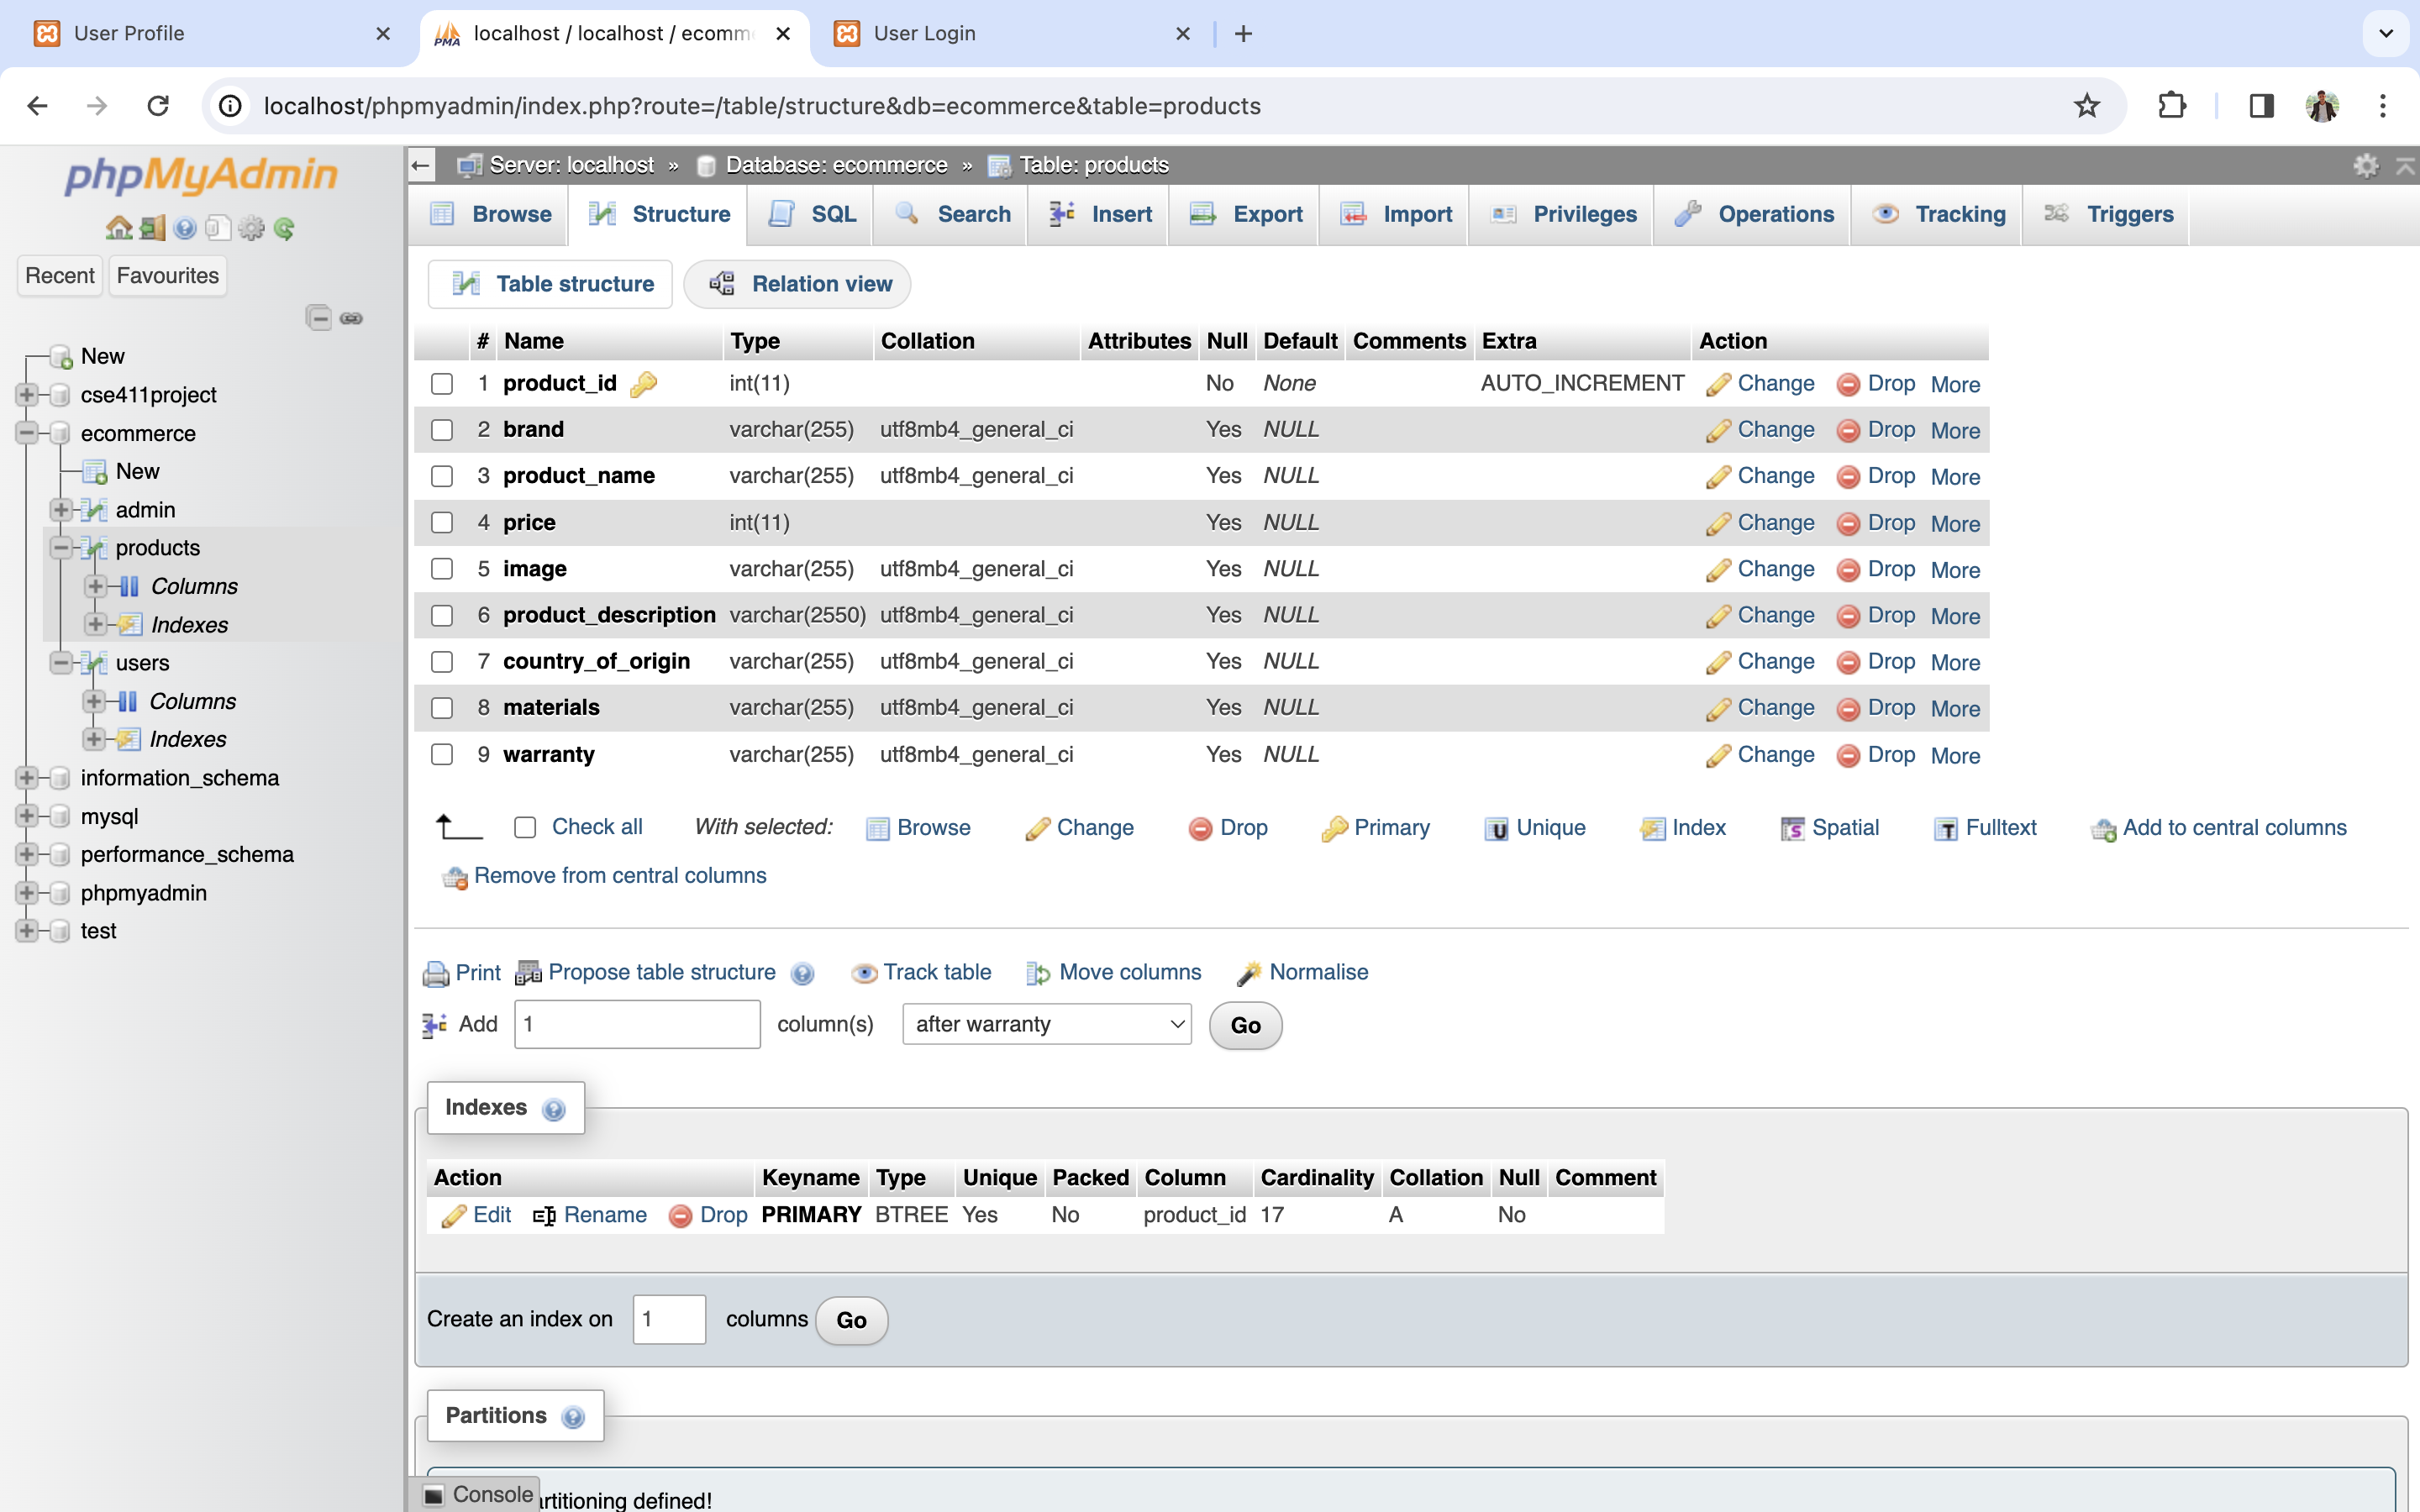 User Profile
localhost / localhost / ecomm
User Login
localhost/phpmyadmin/index.php?route=/table/structure&db=ecommerce&table=products
phpMyAdmin
Recent Favourites
New
cse411project
ecommerce
New
admin
products
Columns
Indexes
users
Columns
Indexes
information_schema
mysql
performance_schema
phpmyadmin
test
Server: localhost » Database: ecommerce » Table: products
Browse Structure SQL Search Insert Export Import Privileges Operations Tracking Triggers
Table structure Relation view
# Name Type Collation Attributes Null Default Comments Extra Action
1 product_id int(11) No None AUTO_INCREMENT Change Drop More
2 brand varchar(255) utf8mb4_general_ci Yes NULL Change Drop More
3 product_name varchar(255) utf8mb4_general_ci Yes NULL Change Drop More
4 price int(11) Yes NULL Change Drop More
5 image varchar(255) utf8mb4_general_ci Yes NULL Change Drop More
6 product_description varchar(2550) utf8mb4_general_ci Yes NULL Change Drop More
7 country_of_origin varchar(255) utf8mb4_general_ci Yes NULL Change Drop More
8 materials varchar(255) utf8mb4_general_ci Yes NULL Change Drop More
9 warranty varchar(255) utf8mb4_general_ci Yes NULL Change Drop More
Check all With selected: Browse Change Drop Primary Unique Index Spatial Fulltext Add to central columns
Remove from central columns
Print Propose table structure Track table Move columns Normalise
Add 1 column(s) after warranty Go
Indexes
Action Keyname Type Unique Packed Column Cardinality Collation Null Comment
Edit Rename Drop PRIMARY BTREE Yes No product_id 17 A No
Create an index on 1 columns Go
Partitions
Console artitioning defined!